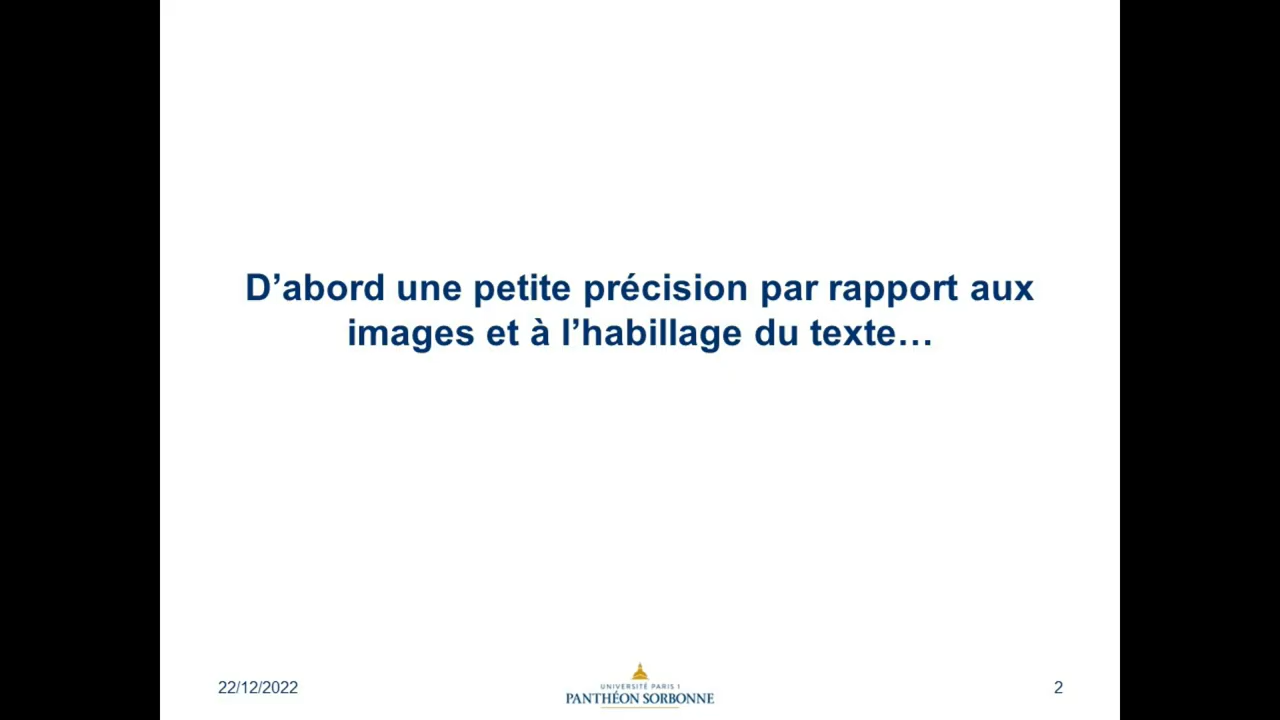 D’abord une petite précision par rapport aux
images et à l’habillage du texte…
22/12/2022
UNIVERSITÉ PARIS 1
PANTHÉON SORBONNE
2